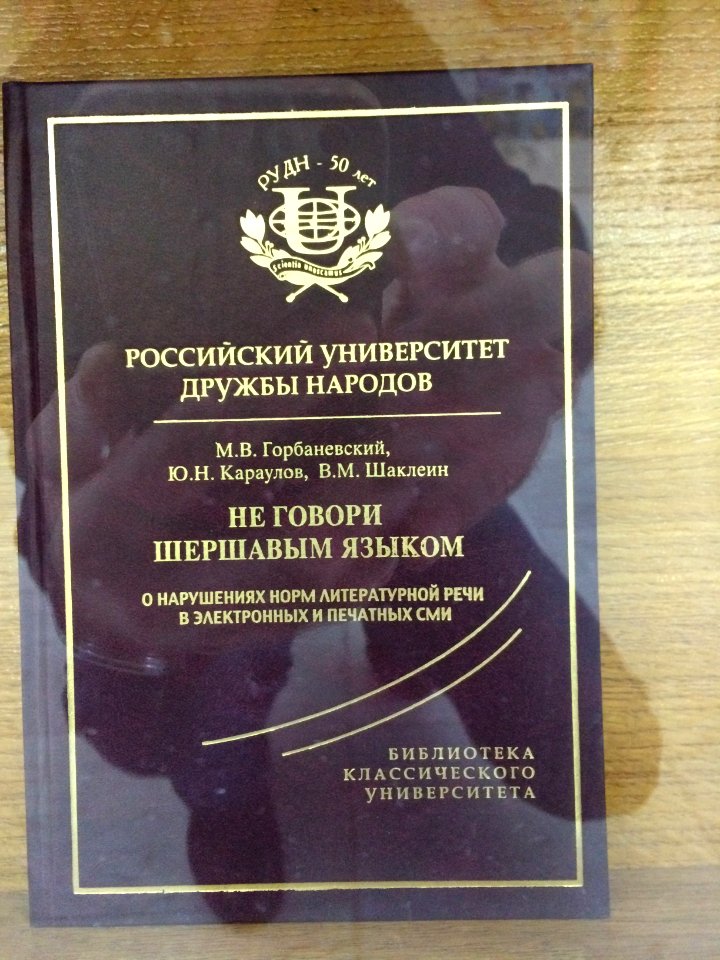 РУДН - 50 лет
Scientia unescamus
РОССИЙСКИЙ УНИВЕРСИТЕТ
ДРУЖБЫ НАРОДОВ
М.В. Горбаневский,
Ю.Н. Караулов, В.М. Шаклеин
НЕ ГОВОРИ
ШЕРШАВЫМ ЯЗЫКОМ
О НАРУШЕНИЯХ НОРМ ЛИТЕРАТУРНОЙ РЕЧИ
В ЭЛЕКТРОННЫХ И ПЕЧАТНЫХ СМИ
БИБЛИОТЕКА
КЛАССИЧЕСКОГО
УНИВЕРСИТЕТА